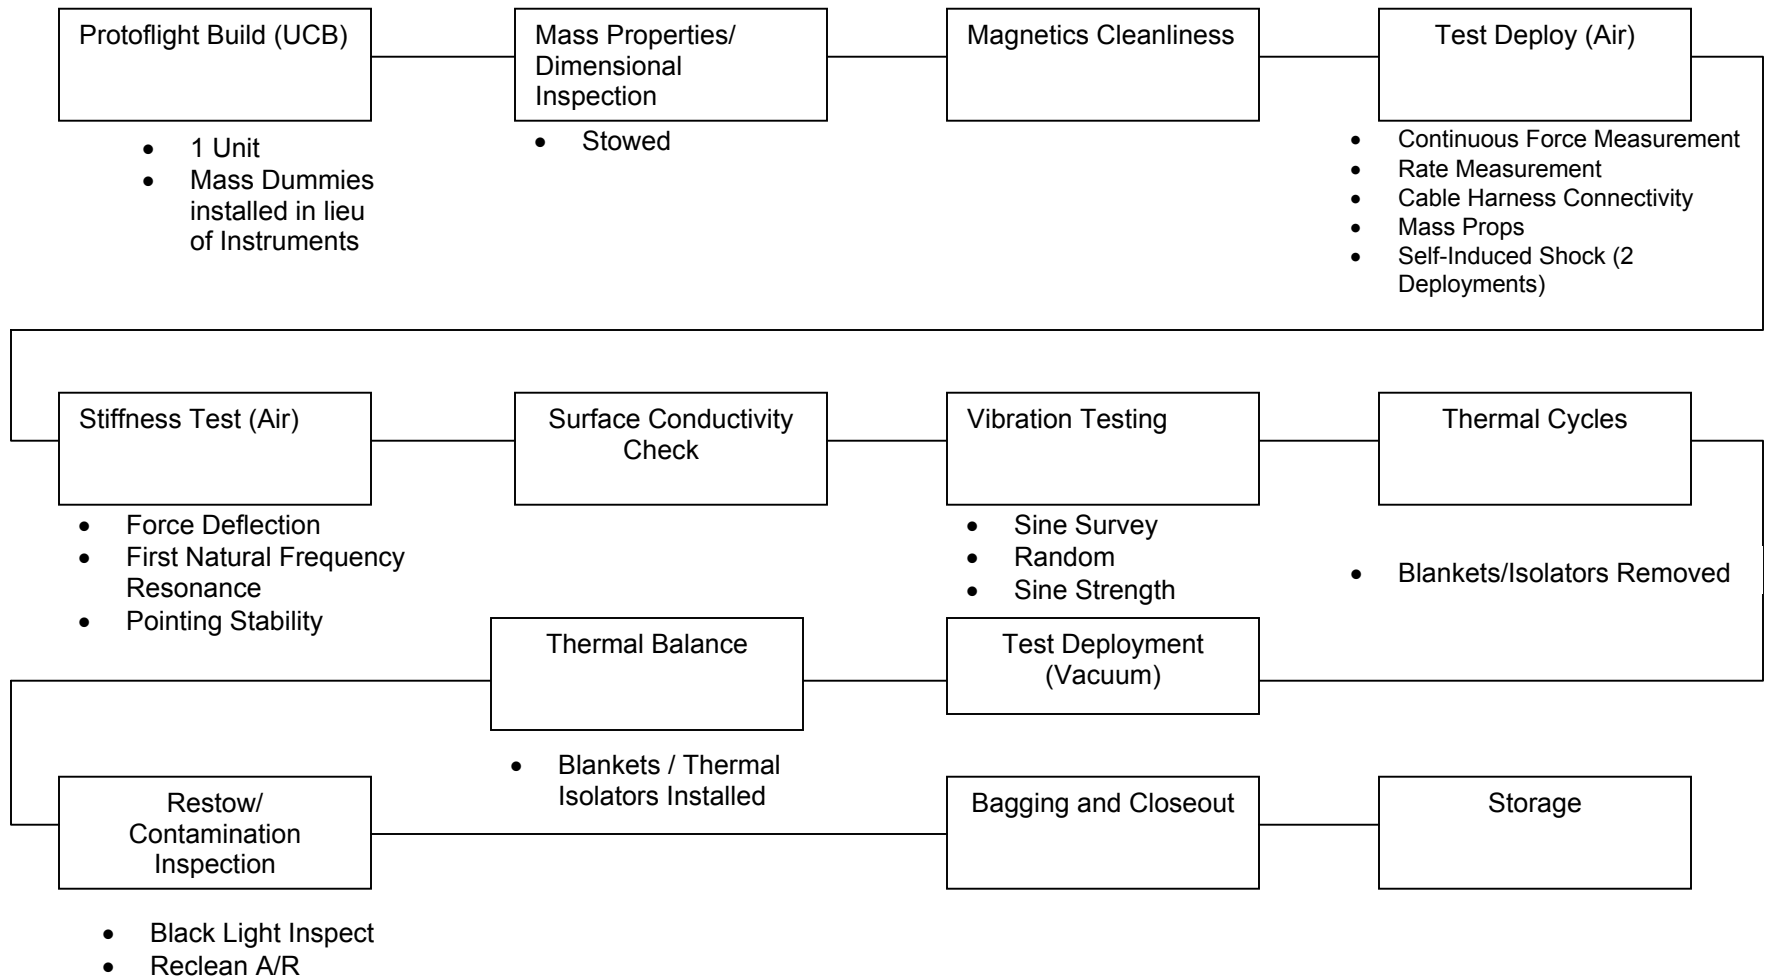 Protoflight Build (UCB)
• 1 Unit
• Mass Dummies
installed in lieu
of Instruments
Mass Properties/
Dimensional
Inspection
• Stowed
Magnetics Cleanliness
Test Deploy (Air)
• Continuous Force Measurement
• Rate Measurement
• Cable Harness Connectivity
• Mass Props
• Self-Induced Shock (2
Deployments)
Stiffness Test (Air)
• Force Deflection
• First Natural Frequency
Resonance
• Pointing Stability
Surface Conductivity
Check
Vibration Testing
• Sine Survey
• Random
• Sine Strength
Thermal Cycles
• Blankets/Isolators Removed
Test Deployment
(Vacuum)
Thermal Balance
• Blankets / Thermal
Isolators Installed
Restow/
Contamination
Inspection
• Black Light Inspect
• Reclean A/R
Bagging and Closeout
Storage